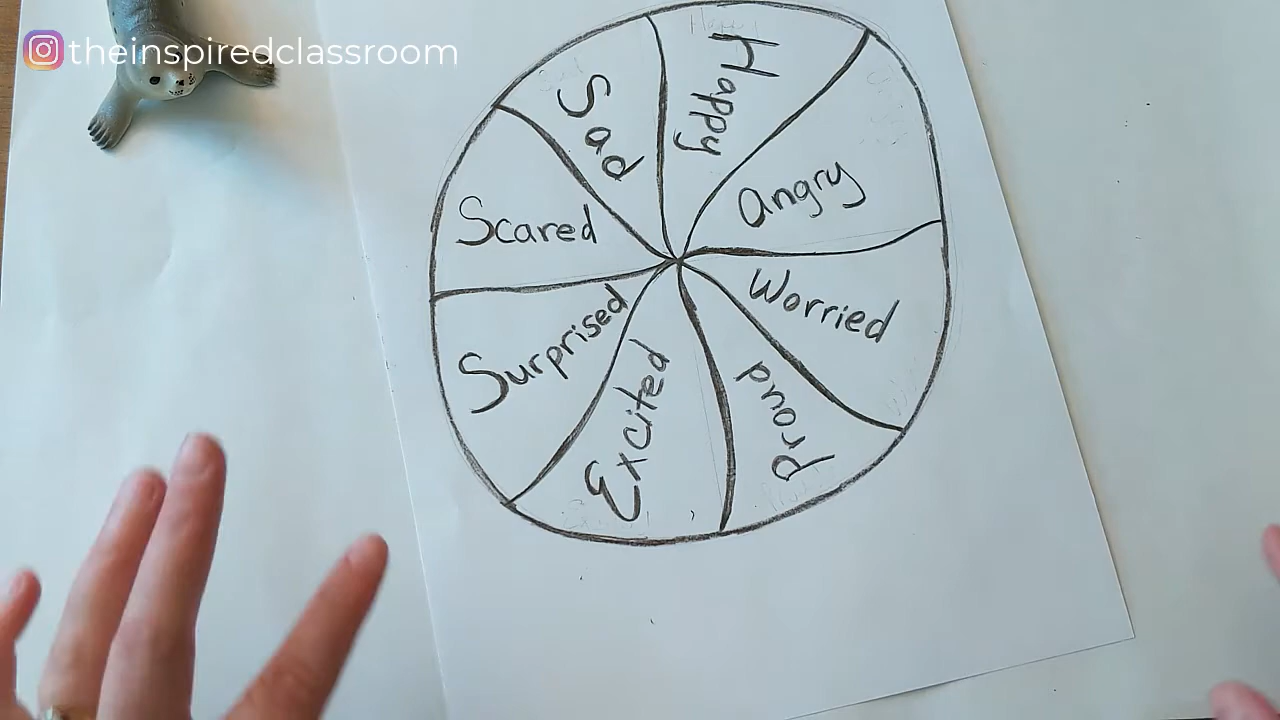 theinspiredclassroom
Happy
Angry
Worried
Proud
Excited
Surprised
Scared
Sad